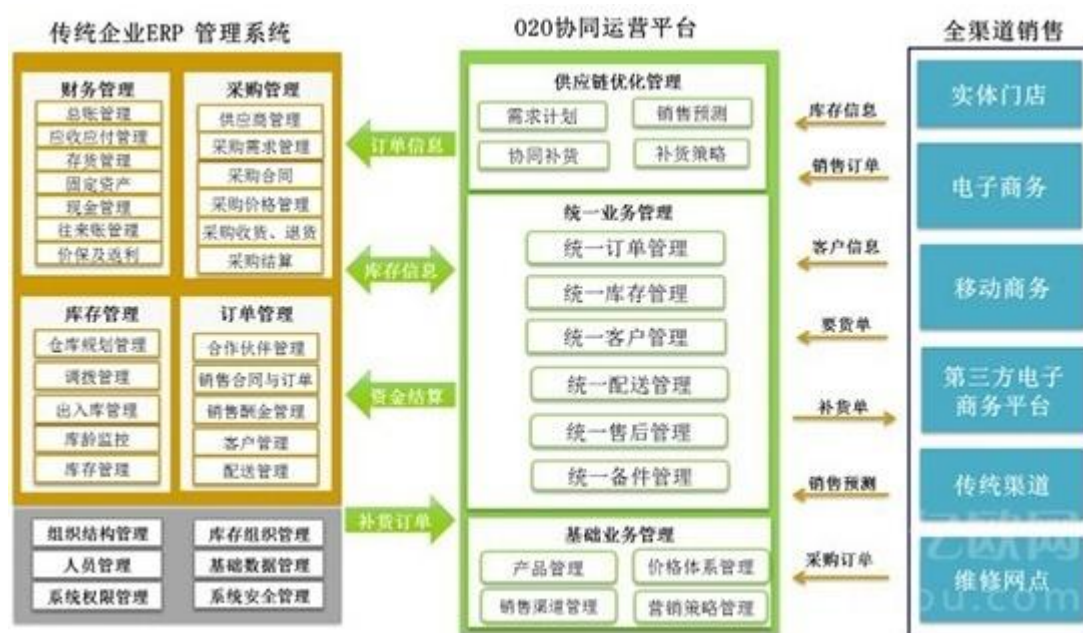 传统企业ERP 管理系统
财务管理
总账管理
应收应付管理
存货管理
固定资产
现金管理
往来账管理
价保及返利
采购管理
供应商管理
采购需求管理
采购合同
采购价格管理
采购收货、退货
采购结算
库存管理
仓库规划管理
调拨管理
出入库管理
库龄监控
库存管理
订单管理
合作伙伴管理
销售合同与订单
销售酬金管理
客户管理
配送管理
组织结构管理
人员管理
系统权限管理
库存组织管理
基础数据管理
系统安全管理
订单信息
库存信息
资金结算
补货订单
O2O协同运营平台
供应链优化管理
需求计划
销售预测
协同补货
补货策略
统一业务管理
统一订单管理
统一库存管理
统一客户管理
统一配送管理
统一售后管理
统一备件管理
基础业务管理
产品管理
价格体系管理
销售渠道管理
营销策略管理
库存信息
销售订单
客户信息
要货单
补货单
销售预测
采购订单
全渠道销售
实体门店
电子商务
移动商务
第三方电子
商务平台
传统渠道
维修网点
亿欧网
ou.com